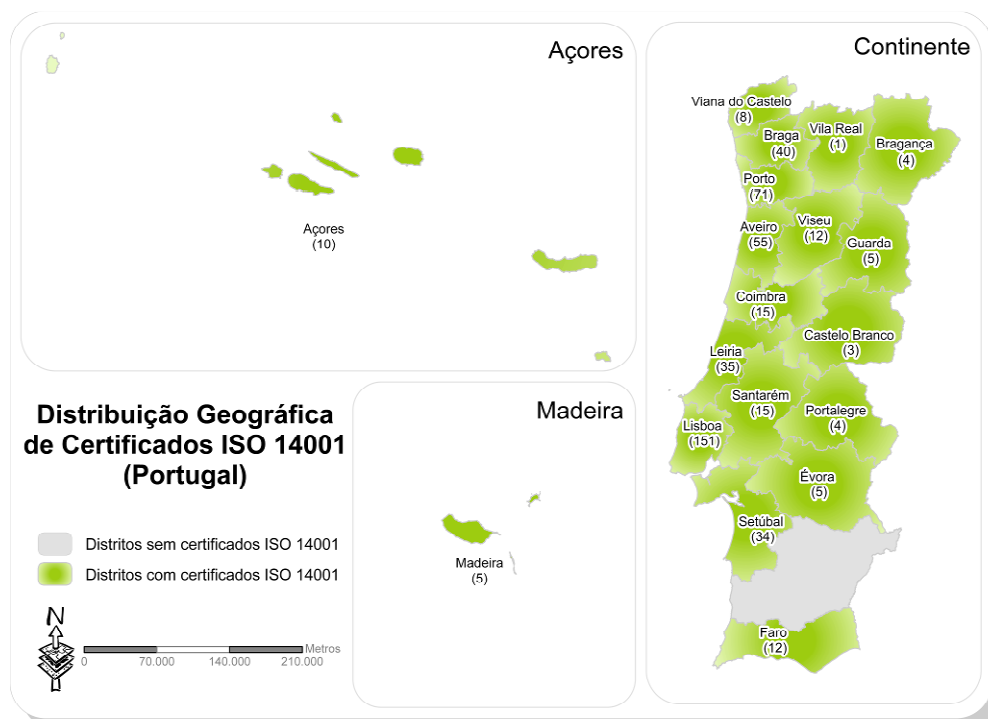 Açores
Açores
(10)
Continente
Viana do Castelo
(8)
Braga
(40)
Vila Real
(1)
Bragança
(4)
Porto
(71)
Aveiro
(55)
Viseu
(12)
Guarda
(5)
Coimbra
(15)
Castelo Branco
(3)
Leiria
(35)
Santarém
(15)
Portalegre
(4)
Lisboa
(151)
Évora
(5)
Setúbal
(34)
Faro
(12)
Distribuição Geográfica
de Certificados ISO 14001
(Portugal)
Distritos sem certificados ISO 14001
Distritos com certificados ISO 14001
N
Metros
0 70.000 140.000 210.000
Madeira
Madeira
(5)